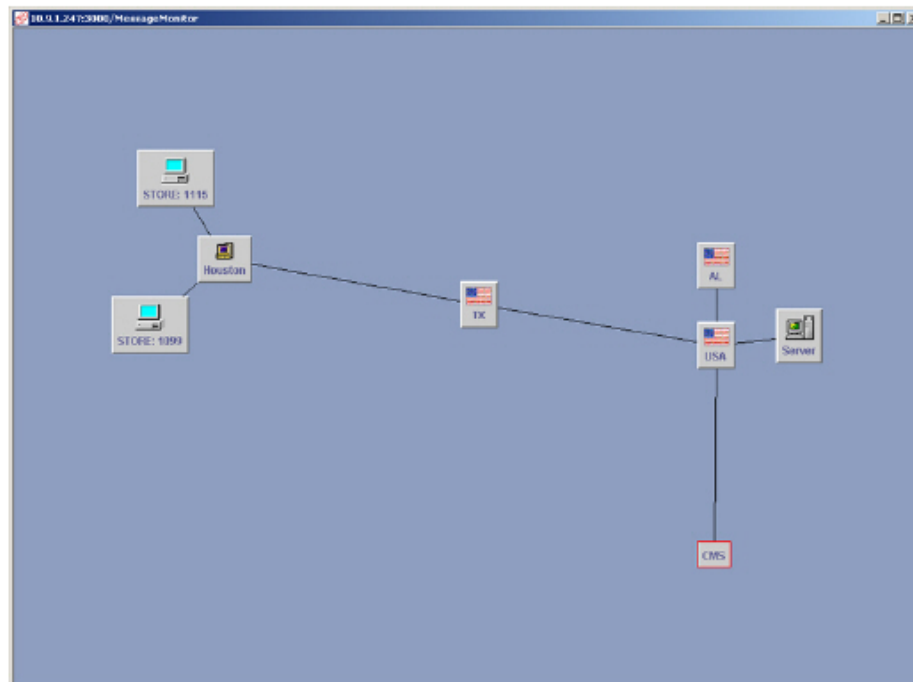 10.9.1.247:3000/MessageMonitor
STORE: 1115
Houston
STORE: 1099
TX
AL
USA
Server
CMS